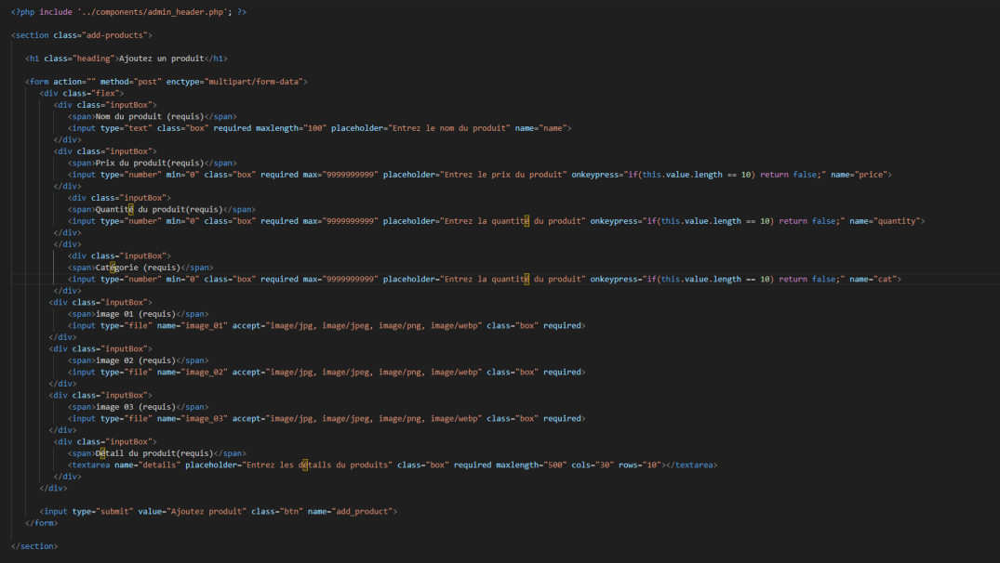 <?php include '../components/admin_header.php'; ?>
<section class="add-products">
<h1 class="heading">Ajoutez un produit</h1>
<form action="" method="post" enctype="multipart/form-data">
<div class="flex">
<div class="inputBox">
<span>Nom du produit (requis)</span>
<input type="text" class="box" required maxlength="100" placeholder="Entrez le nom du produit" name="name">
</div>
<div class="inputBox">
<span>Prix du produit(requis)</span>
<input type="number" min="0" class="box" required max="9999999999" placeholder="Entrez le prix du produit" onkeypress="if(this.value.length == 10) return false;" name="price">
</div>
<div class="inputBox">
<span>Quantité du produit(requis)</span>
<input type="number" min="0" class="box" required max="9999999999" placeholder="Entrez la quantité du produit" onkeypress="if(this.value.length == 10) return false;" name="quantity">
</div>
</div>
<div class="inputBox">
<span>Catégorie (requis)</span>
<input type="number" min="0" class="box" required max="9999999999" placeholder="Entrez la quantité du produit" onkeypress="if(this.value.length == 10) return false;" name="cat">
</div>
<div class="inputBox">
<span>image 01 (requis)</span>
<input type="file" name="image_01" accept="image/jpg, image/jpeg, image/png, image/webp" class="box" required>
</div>
<div class="inputBox">
<span>image 02 (requis)</span>
<input type="file" name="image_02" accept="image/jpg, image/jpeg, image/png, image/webp" class="box" required>
</div>
<div class="inputBox">
<span>image 03 (requis)</span>
<input type="file" name="image_03" accept="image/jpg, image/jpeg, image/png, image/webp" class="box" required>
</div>
<div class="inputBox">
<span>Détail du produit(requis)</span>
<textarea name="details" placeholder="Entrez les détails du produits" class="box" required maxlength="500" cols="30" rows="10"></textarea>
</div>
</div>
<input type="submit" value="Ajoutez produit" class="btn" name="add_product">
</form>
</section>